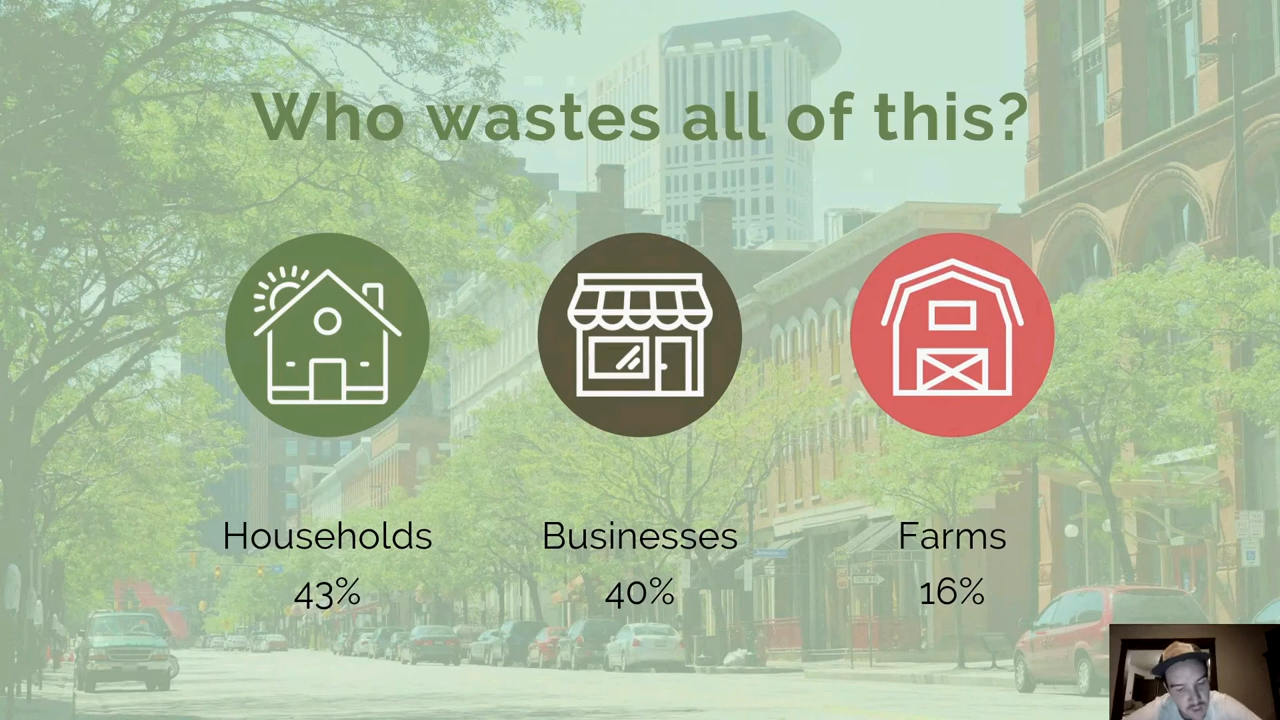 Who wastes all of this?
Households
Businesses
Farms
43%
40%
16%